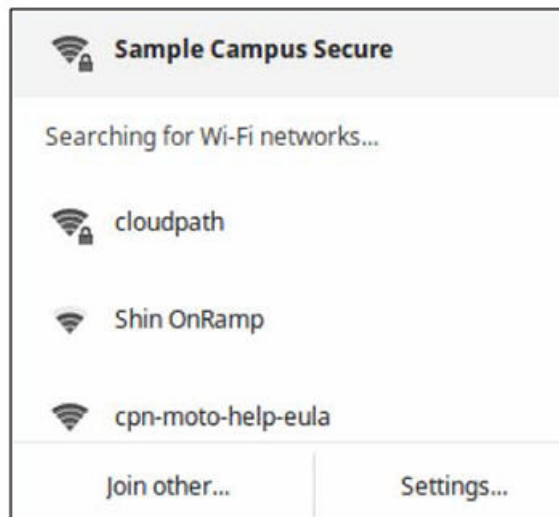 Sample Campus Secure
Searching for Wi-Fi networks...
cloudpath
Shin OnRamp
cpn-moto-help-eula
Join other... Settings...